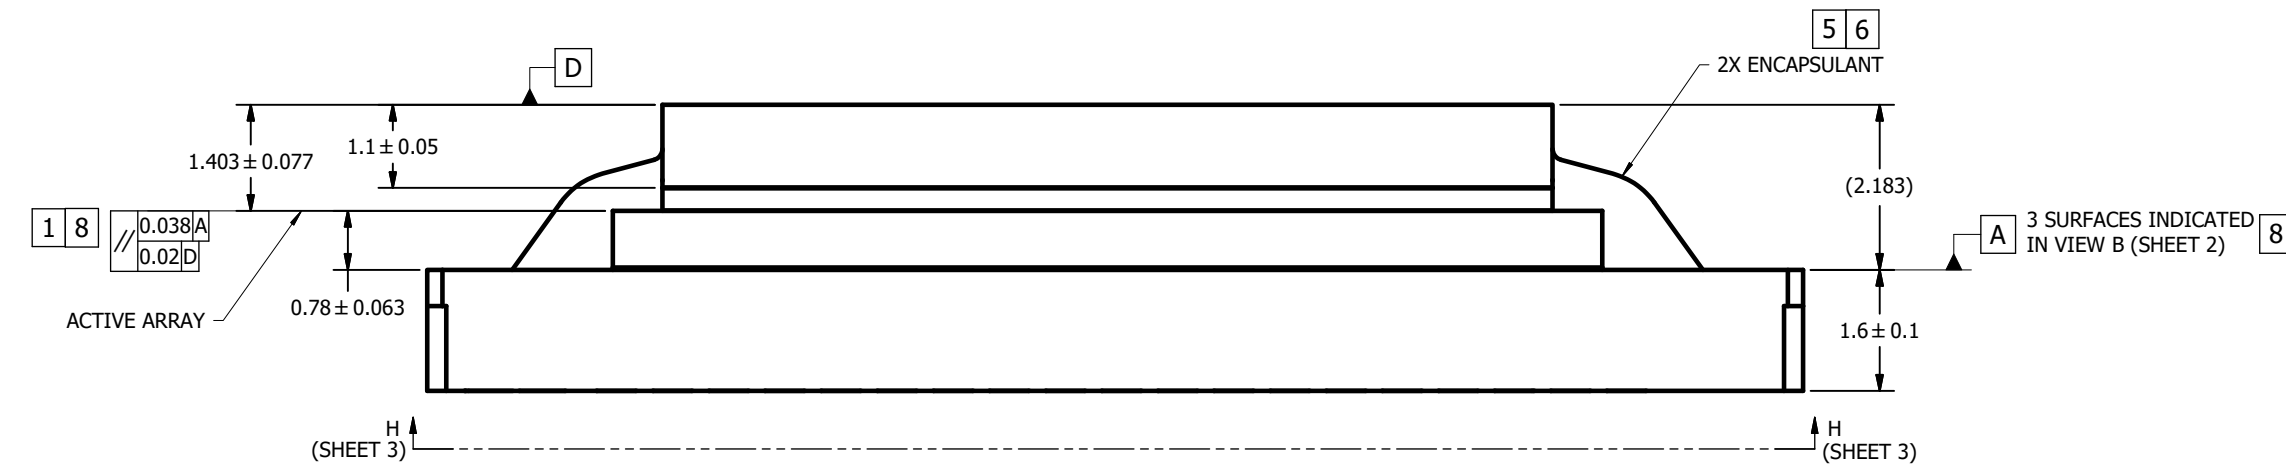 5 6
D
2X ENCAPSULANT
1.1 ± 0.05
1.403 ± 0.077
(2.183)
1 8
// 0.038 A
0.02 D
A
3 SURFACES INDICATED
IN VIEW B (SHEET 2)
8
0.78 ± 0.063
ACTIVE ARRAY
1.6 ± 0.1
H
(SHEET 3)
H
(SHEET 3)